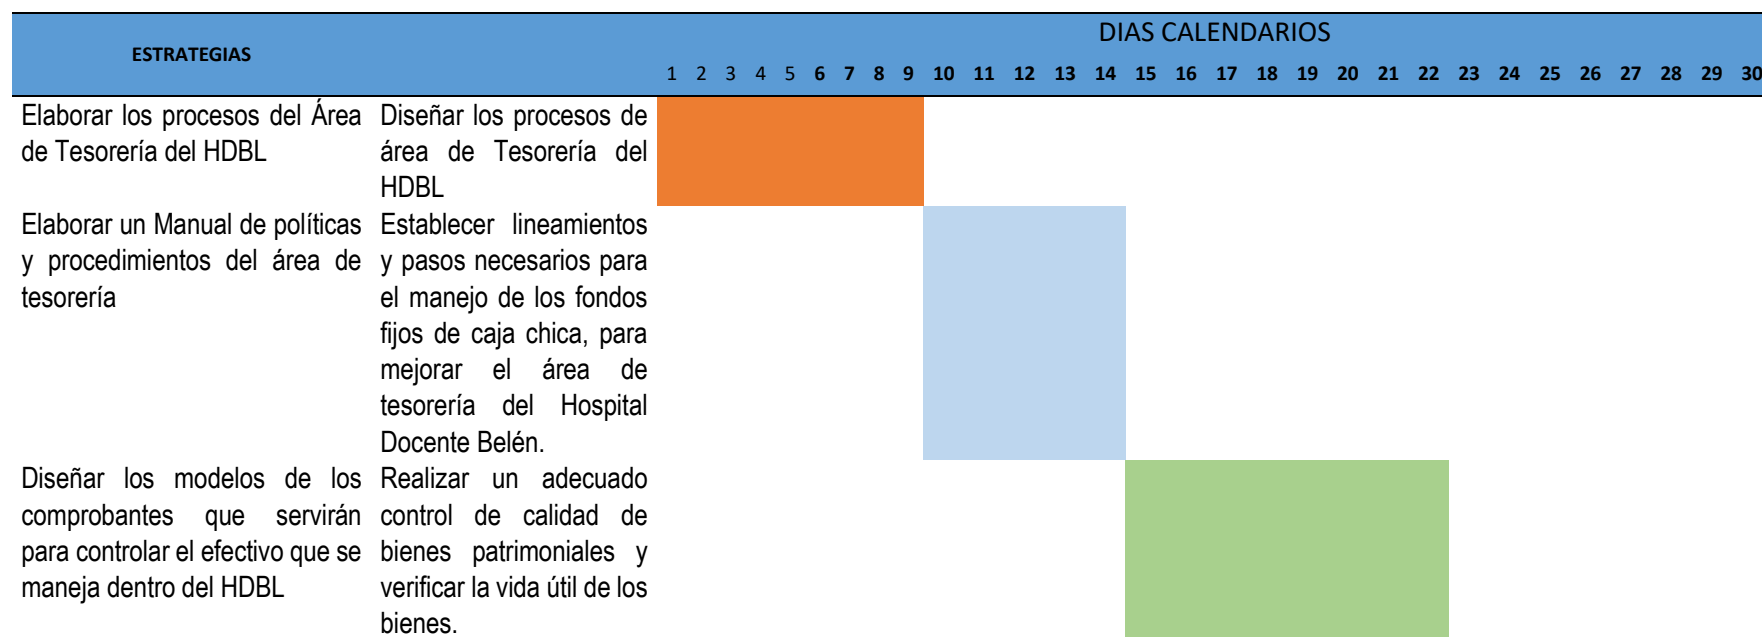 DIAS CALENDARIOS
ESTRATEGIAS
1 2 3 4 5 6 7 8 9 10 11 12 13 14 15 16 17 18 19 20 21 22 23 24 25 26 27 28 29 30
Elaborar los procesos del Área
de Tesorería del HDBL
Diseñar los procesos de
área de Tesorería del
HDBL
Elaborar un Manual de políticas
y procedimientos del área de
tesorería
Establecer lineamientos
y pasos necesarios para
el manejo de los fondos
fijos de caja chica, para
mejorar el área de
tesorería del Hospital
Docente Belén.
Diseñar los modelos de los
comprobantes que servirán
para controlar el efectivo que se
maneja dentro del HDBL
Realizar un adecuado
control de calidad de
bienes patrimoniales y
verificar la vida útil de los
bienes.